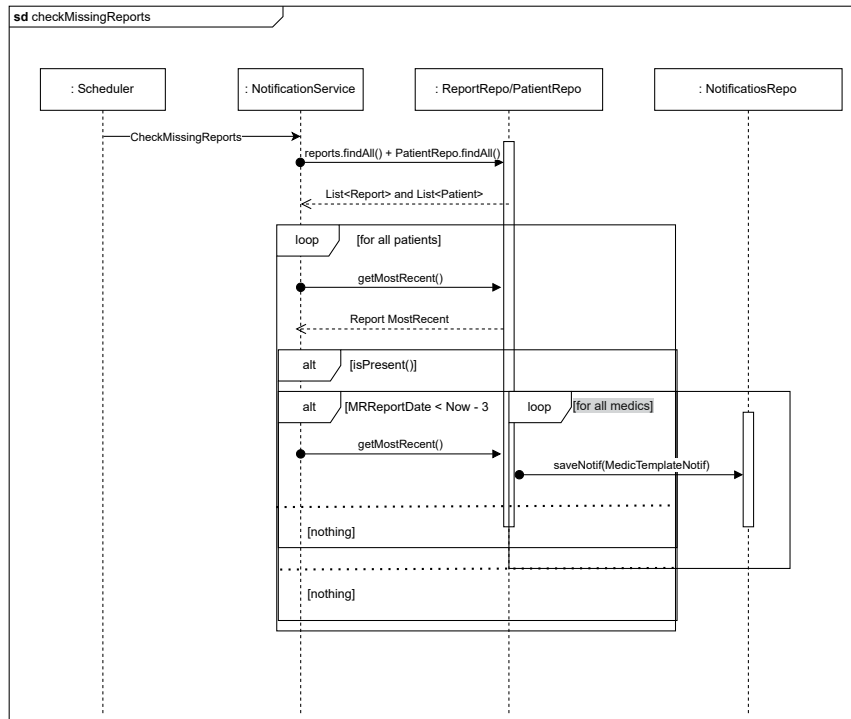 sd checkMissingReports
: Scheduler
: NotificationService
: ReportRepo/PatientRepo
: NotificatiosRepo
CheckMissingReports
reports.findAll() + PatientRepo.findAll()
List<Report> and List<Patient>
loop
[for all patients]
getMostRecent()
Report MostRecent
alt
[isPresent()]
alt
[MRReportDate < Now - 3
loop
[for all medics]
getMostRecent()
saveNotif(MedicTemplateNotif)
[nothing]
[nothing]